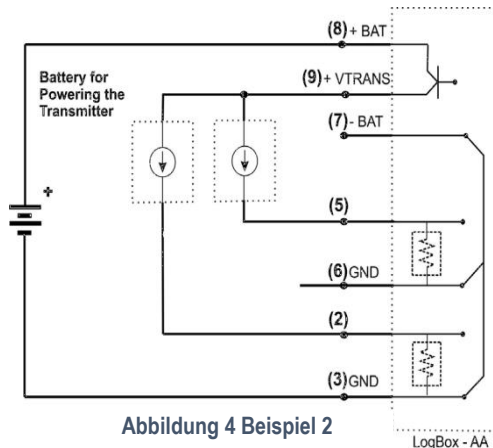 (8)+ BAT
Battery for
Powering the
Transmitter
(9)+ VTRANS
(7)- BAT
+
(5)
(6)GND
(2)
(3)GND
Abbildung 4 Beispiel 2
LogBox - AA